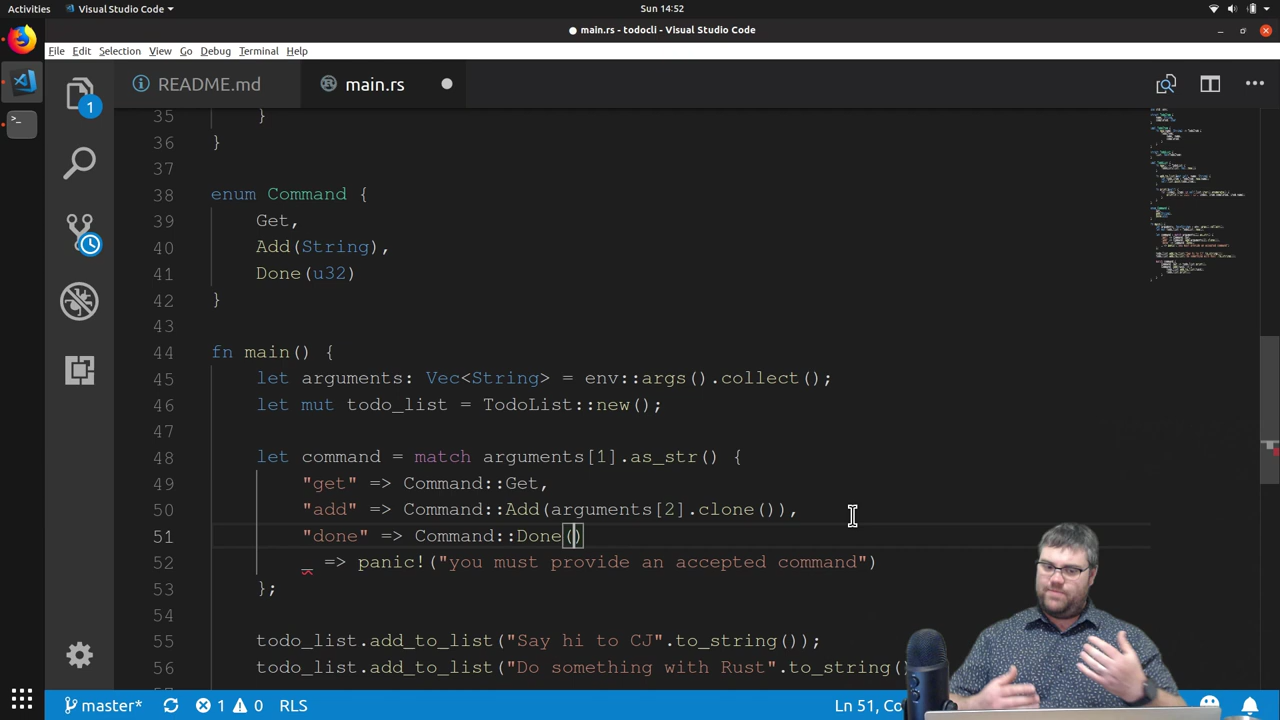 Activities Visual Studio Code Sun 14:52
main.rs - todocli - Visual Studio Code
File Edit Selection View Go Debug Terminal Help
README.md main.rs
1
35 }
36 }
37
38 enum Command {
39 Get,
40 Add(String),
41 Done(u32)
42 }
43
44 fn main() {
45 let arguments: Vec<String> = env::args().collect();
46 let mut todo_list = TodoList::new();
47
48 let command = match arguments[1].as_str() {
49 "get" => Command::Get,
50 "add" => Command::Add(arguments[2].clone()),
51 "done" => Command::Done()
52 _ => panic!("you must provide an accepted command")
53 };
54
55 todo_list.add_to_list("Say hi to CJ".to_string());
56 todo_list.add_to_list("Do something with Rust".to_string()
master* 1 0 RLS Ln 51,